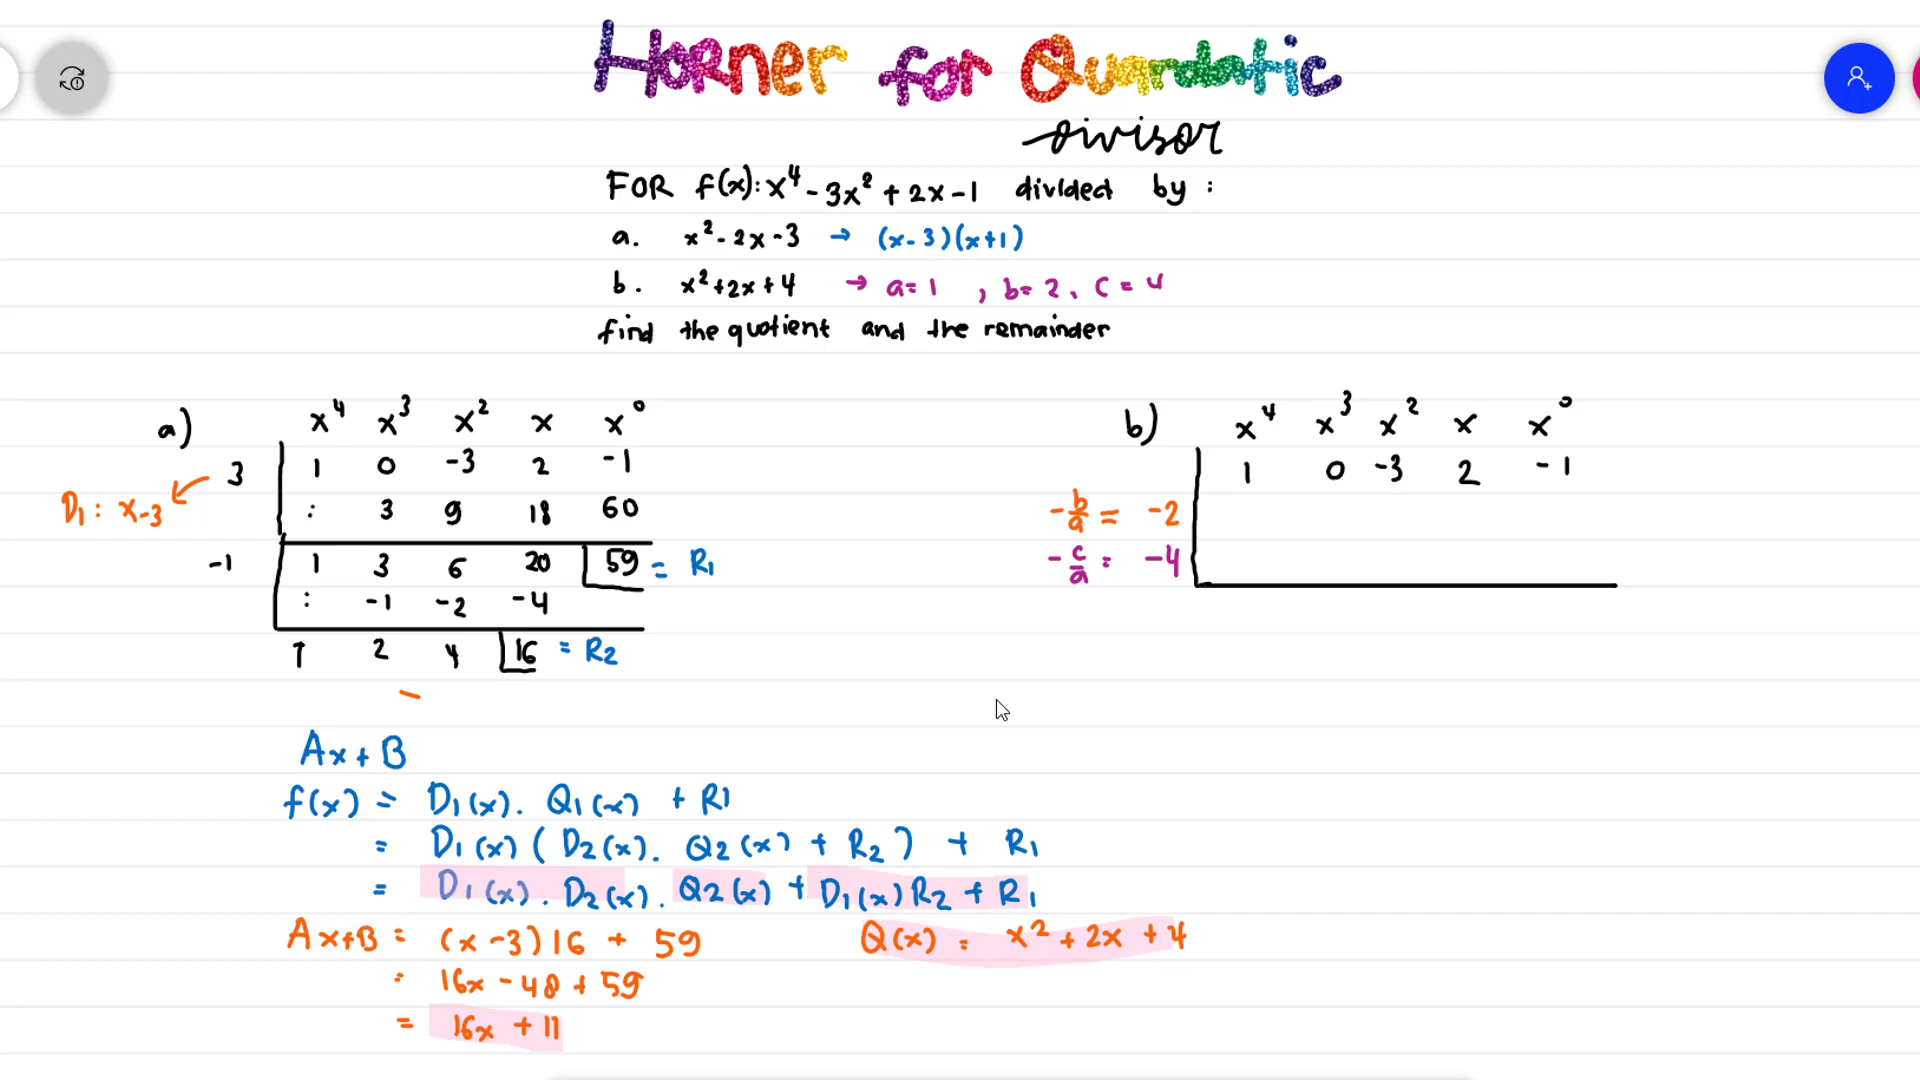 Horner for Quardatic
divisor
FOR f(x): x⁴ - 3x² + 2x - 1 divided by :
a. x² - 2x - 3 → (x-3)(x+1)
b. x² + 2x + 4 → a = 1 , b = 2 , c = 4
find the quotient and the remainder
a) x⁴ x³ x² x x⁰
3 1 0 -3 2 -1
D₁ : x-3 : 3 9 18 60
-1 1 3 6 20 59 = R₁
: -1 -2 -4
1 2 4 16 = R₂
Ax + B
f(x) = D₁(x) . Q₁(x) + R₁
= D₁(x) ( D₂(x) . Q₂(x) + R₂ ) + R₁
= D₁(x) . D₂(x) . Q₂(x) + D₁(x) R₂ + R₁
Ax+B = (x-3)16 + 59
= 16x - 48 + 59
= 16x + 11
Q(x) = x² + 2x + 4
b) x⁴ x³ x² x x⁰
1 0 -3 2 -1
-b/a = -2
-c/a = -4